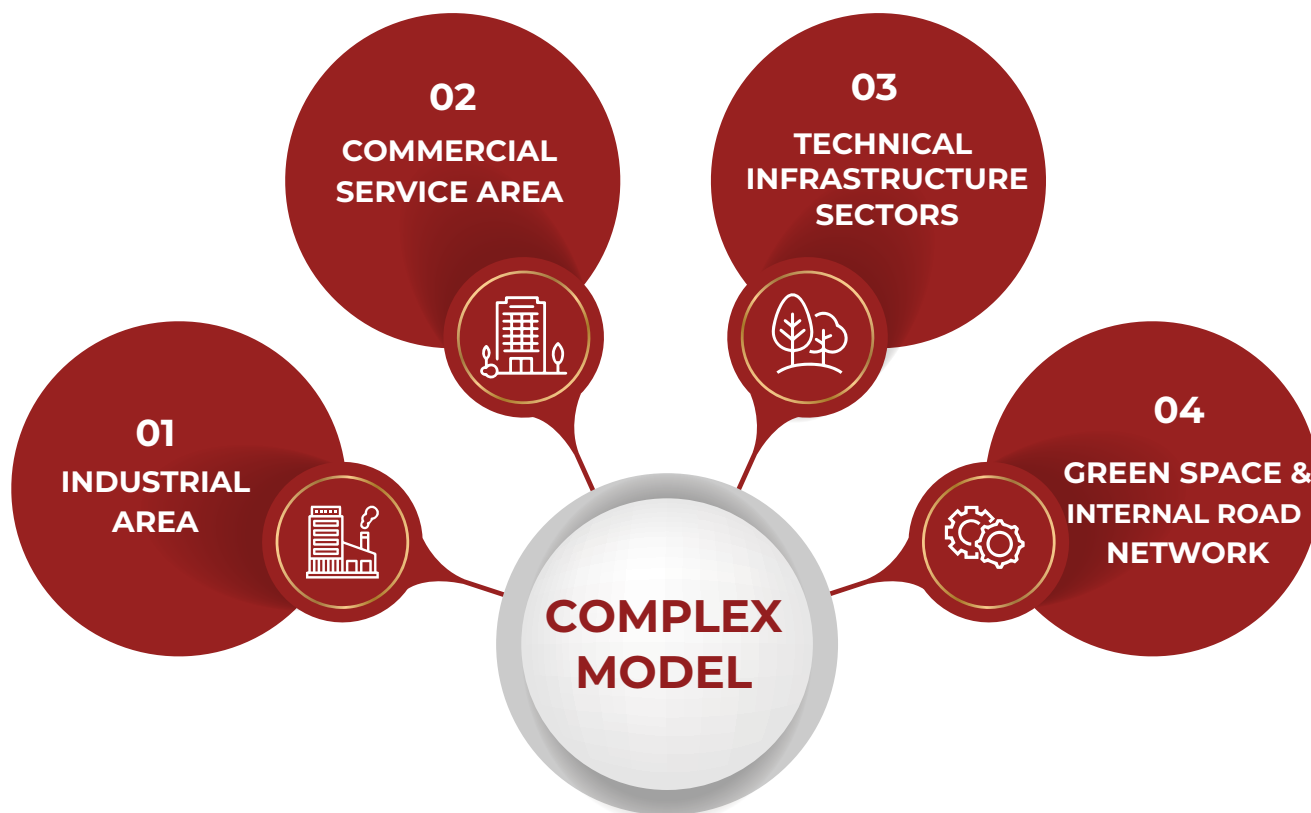 01
INDUSTRIAL
AREA
02
COMMERCIAL
SERVICE AREA
03
TECHNICAL
INFRASTRUCTURE
SECTORS
04
GREEN SPACE &
INTERNAL ROAD
NETWORK
COMPLEX
MODEL